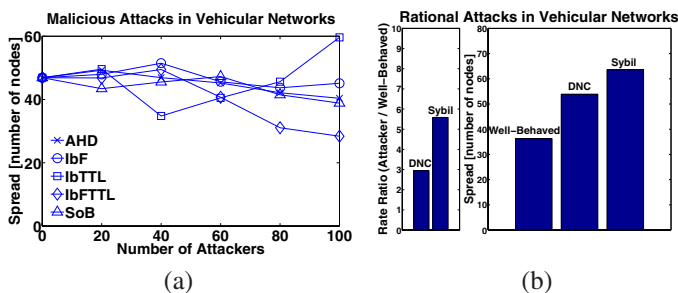 Malicious Attacks in Vehicular Networks
60
40
20
0
Spread [number of nodes]
AHD
IbF
IbTTL
IbFTTL
SoB
0 20 40 60 80 100
Number of Attackers
(a)
Rational Attacks in Vehicular Networks
10
9
8
7
6
5
4
3
2
1
0
Rate Ratio (Attacker / Well-Behaved)
DNC
Sybil
80
70
60
50
40
30
20
10
0
Spread [number of nodes]
Well-Behaved
DNC
Sybil
(b)